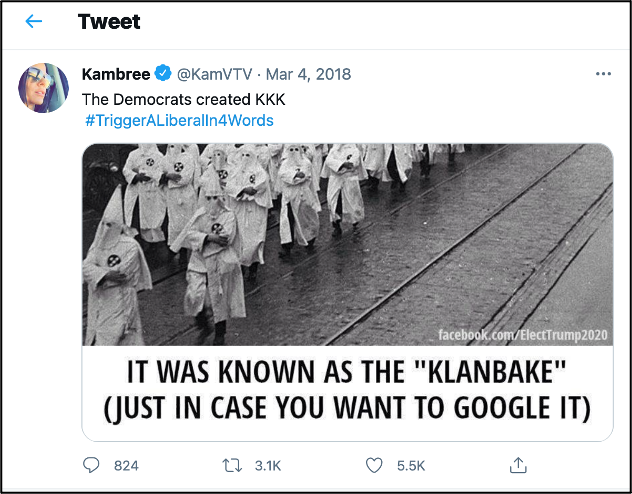 Tweet
Kambree @KamVTV · Mar 4, 2018
The Democrats created KKK
#TriggerALiberalIn4Words
facebook.com/ElectTrump2020
IT WAS KNOWN AS THE "KLANBAKE"
(JUST IN CASE YOU WANT TO GOOGLE IT)
824 3.1K 5.5K